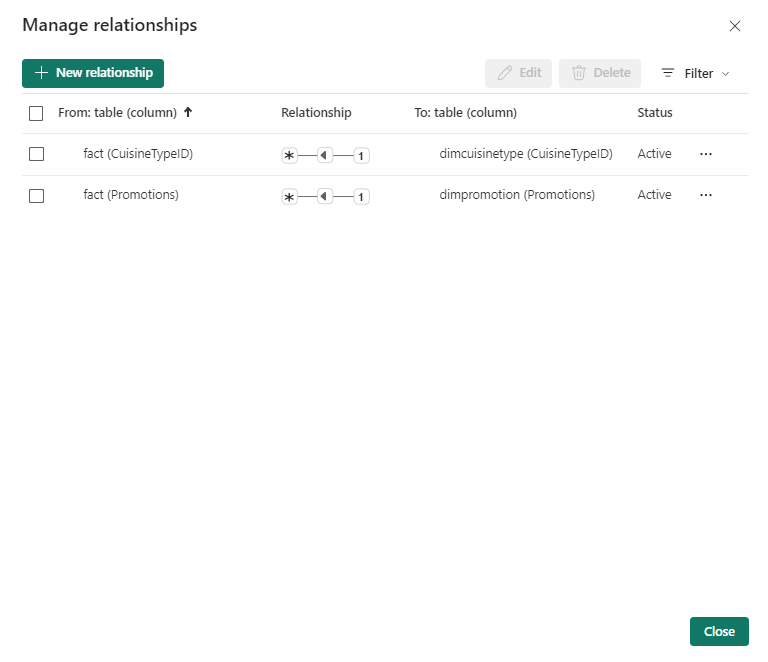 Manage relationships
New relationship
Edit
Delete
Filter
From: table (column)
Relationship
To: table (column)
Status
fact (CuisineTypeID)
* 1
dimcuisinetype (CuisineTypeID)
Active
fact (Promotions)
* 1
dimpromotion (Promotions)
Active
Close